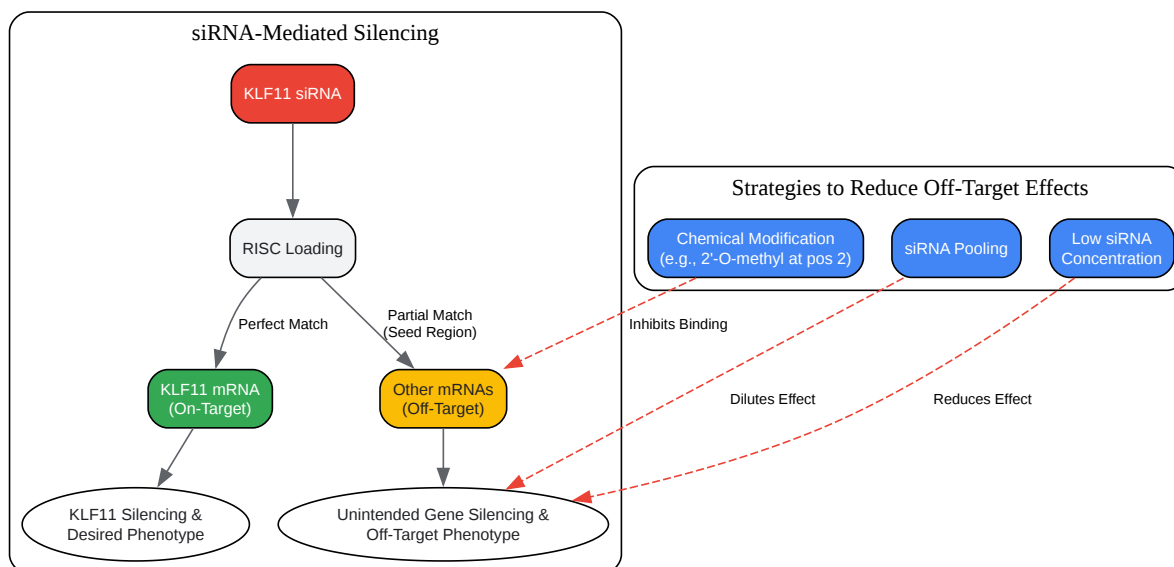 siRNA-Mediated Silencing
KLF11 siRNA
RISC Loading
Perfect Match
Partial Match
(Seed Region)
KLF11 mRNA
(On-Target)
Other mRNAs
(Off-Target)
KLF11 Silencing &
Desired Phenotype
Unintended Gene Silencing &
Off-Target Phenotype
Strategies to Reduce Off-Target Effects
Chemical Modification
(e.g., 2'-O-methyl at pos 2)
siRNA Pooling
Low siRNA
Concentration
Inhibits Binding
Dilutes Effect
Reduces Effect